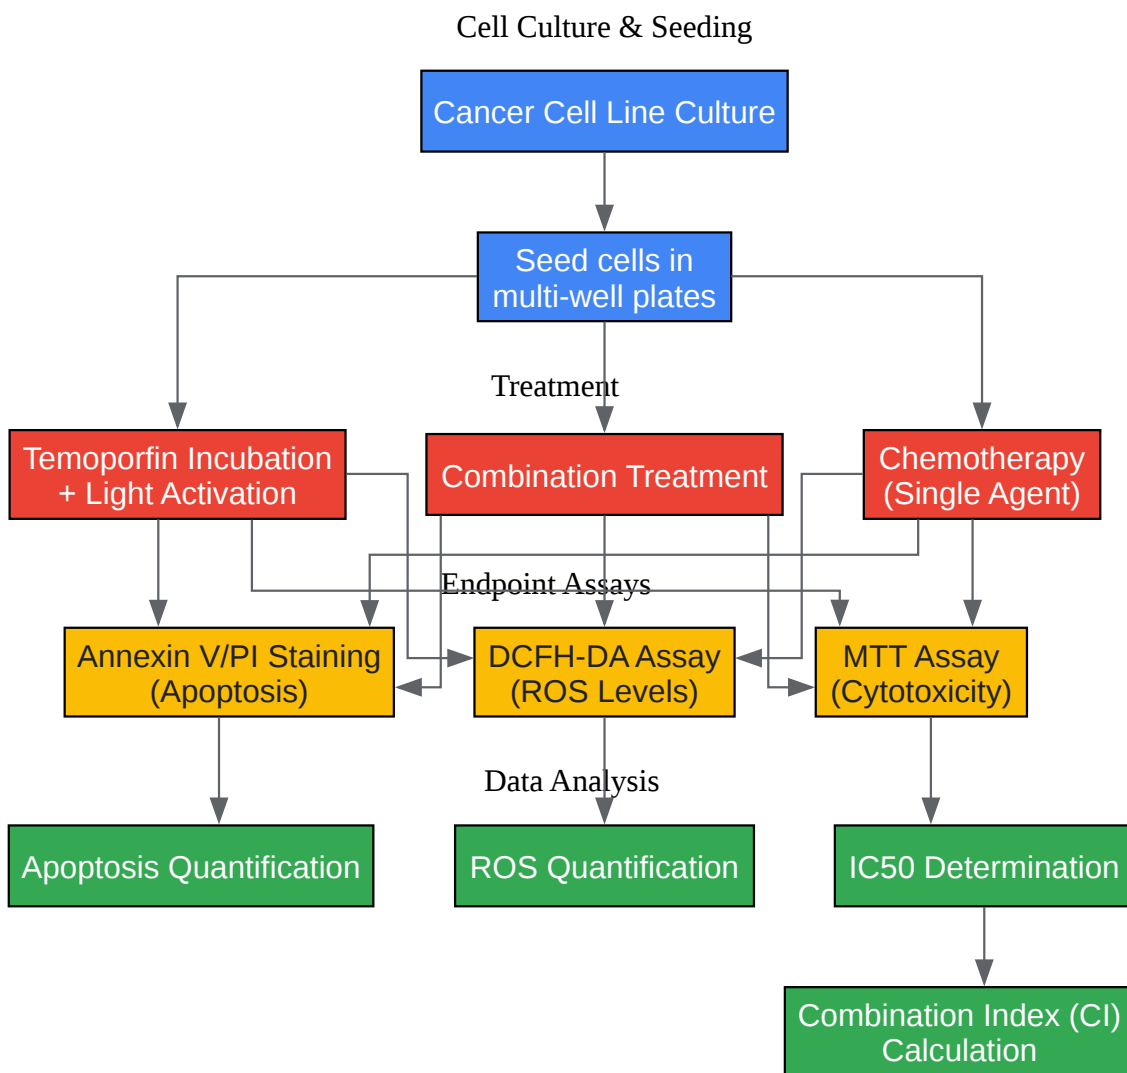 Cell Culture & Seeding
Cancer Cell Line Culture
Seed cells in
multi-well plates
Treatment
Temoporfin Incubation
+ Light Activation
Combination Treatment
Chemotherapy
(Single Agent)
Endpoint Assays
Annexin V/PI Staining
(Apoptosis)
DCFH-DA Assay
(ROS Levels)
MTT Assay
(Cytotoxicity)
Data Analysis
Apoptosis Quantification
ROS Quantification
IC50 Determination
Combination Index (CI)
Calculation